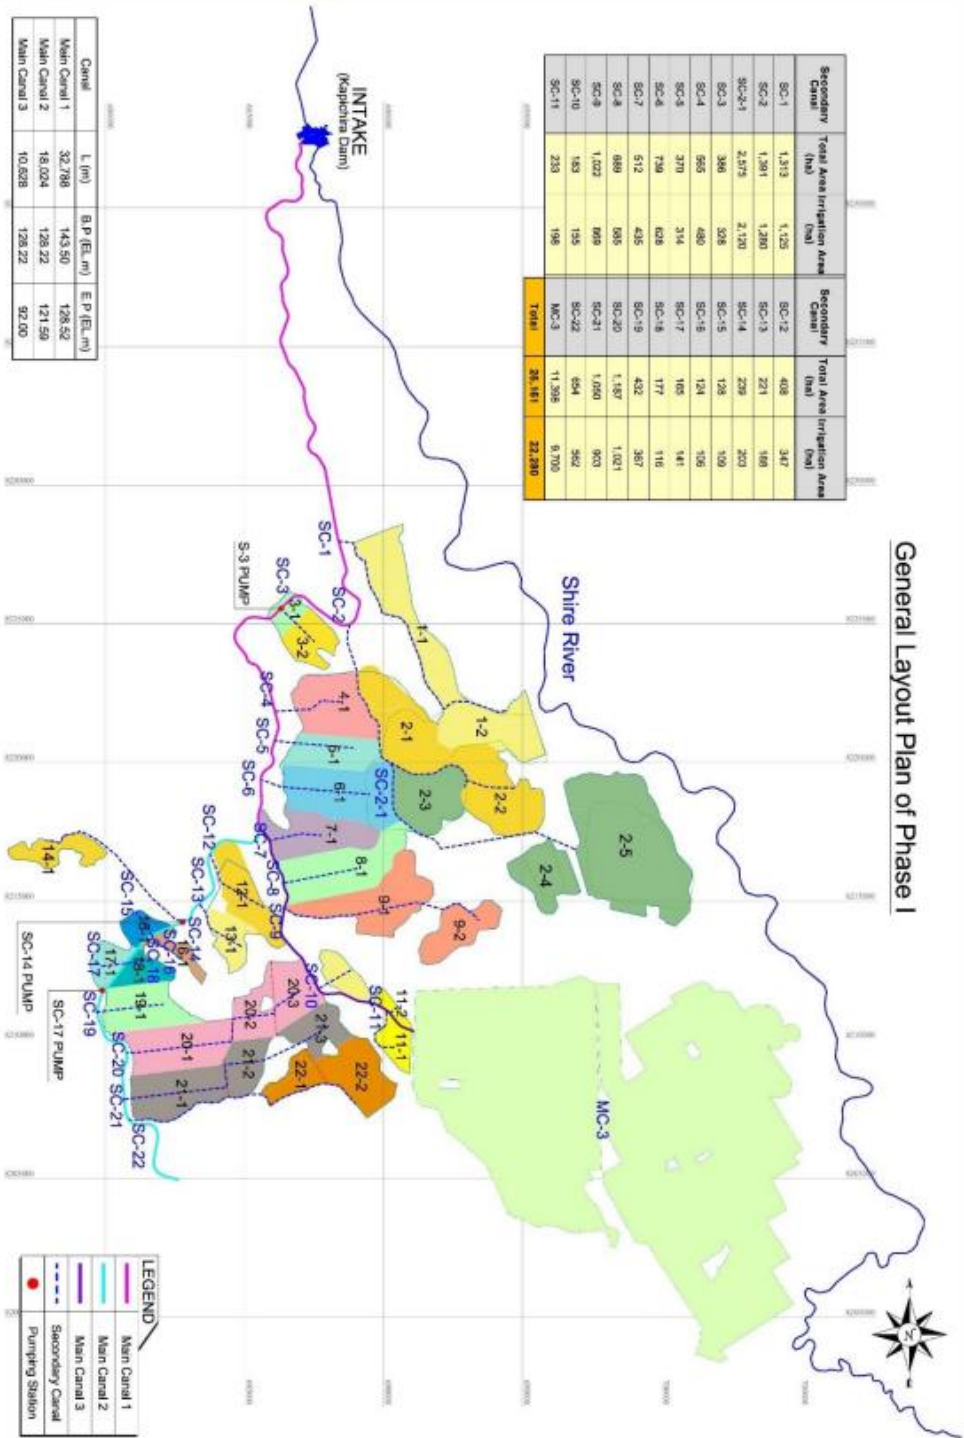 General Layout Plan of Phase I
Secondary Canal | Total Area (ha) | Irrigation Area (ha) | Secondary Canal | Total Area (ha) | Irrigation Area (ha)
SC-1 | 1,313 | 1,125 | SC-12 | 408 | 347
SC-2 | 1,391 | 1,280 | SC-13 | 221 | 188
SC-2-1 | 2,575 | 2,120 | SC-14 | 239 | 203
SC-3 | 386 | 328 | SC-15 | 128 | 109
SC-4 | 565 | 480 | SC-16 | 124 | 106
SC-5 | 370 | 314 | SC-17 | 165 | 141
SC-6 | 739 | 628 | SC-18 | 177 | 116
SC-7 | 512 | 435 | SC-19 | 432 | 367
SC-8 | 689 | 585 | SC-20 | 1,187 | 1,021
SC-9 | 1,022 | 869 | SC-21 | 1,050 | 903
SC-10 | 183 | 155 | SC-22 | 654 | 562
SC-11 | 233 | 198 | MC-3 | 11,398 | 9,700
Total | 26,161 | 22,280
INTAKE
(Kapichira Dam)
Shire River
Canal | L (m) | B.P (EL.m) | E.P (EL.m)
Main Canal 1 | 32,788 | 143.50 | 128.52
Main Canal 2 | 18,024 | 128.22 | 121.59
Main Canal 3 | 10,628 | 128.22 | 92.00
SC-1
SC-2
SC-3
S-3 PUMP
SC-4
SC-5
SC-6
SC-2-1
SC-7
SC-8
SC-9
SC-10
SC-11
SC-12
SC-13
SC-14
SC-15
SC-16
SC-17
SC-18
SC-19
SC-20
SC-21
SC-22
SC-14 PUMP
SC-17 PUMP
MC-3
1-1
1-2
2-1
2-2
2-3
2-4
2-5
3-1
3-2
4-1
5-1
6-1
7-1
8-1
9-1
9-2
11-1
11-2
12-1
13-1
14-1
16-1
17-1
18-1
19-1
20-1
20-2
20-3
21-1
21-2
21-3
22-1
22-2
N
LEGEND
Main Canal 1
Main Canal 2
Main Canal 3
Secondary Canal
Pumping Station